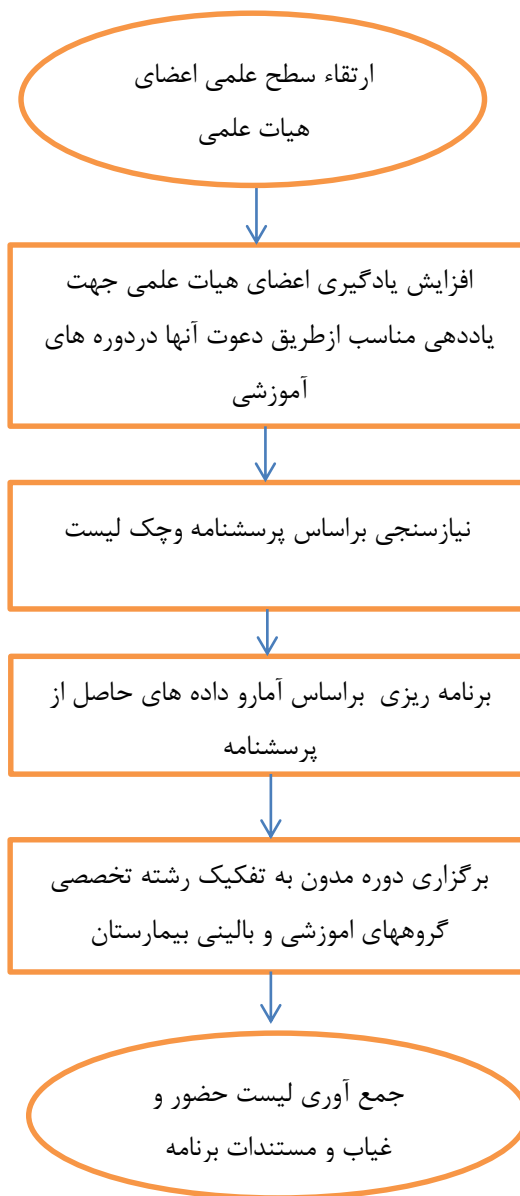 ارتقاء سطح علمی اعضای
هیات علمی
افزایش یادگیری اعضای هیات علمی جهت
یاددهی مناسب ازطریق دعوت آنها دردوره های
آموزشی
نیازسنجی براساس پرسشنامه وچک لیست
برنامه ریزی براساس آمارو داده های حاصل از
پرسشنامه
برگزاری دوره مدون به تفکیک رشته تخصصی
گروههای اموزشی و بالینی بیمارستان
جمع آوری لیست حضور و
غیاب و مستندات برنامه